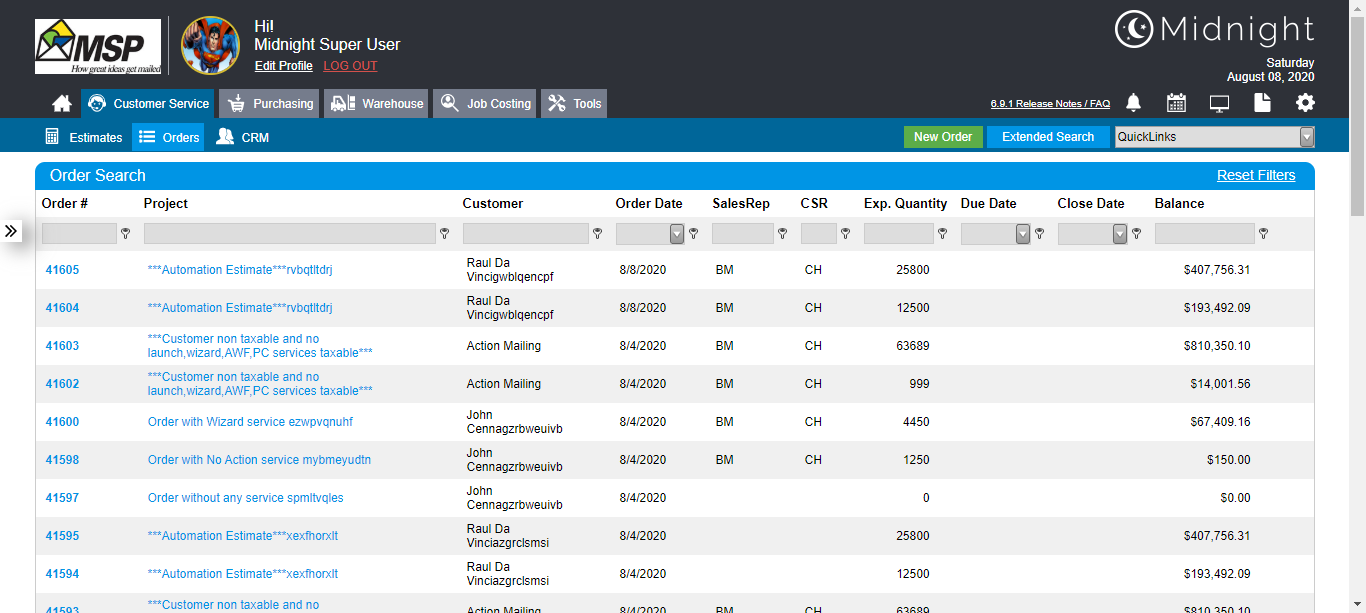 MSP
How great ideas get mailed
Hi!
Midnight Super User
Edit Profile LOG OUT
Midnight
Saturday
August 08, 2020
Customer Service Purchasing Warehouse Job Costing Tools 6.9.1 Release Notes / FAQ
Estimates Orders CRM New Order Extended Search QuickLinks
Order Search Reset Filters
Order # Project Customer Order Date SalesRep CSR Exp. Quantity Due Date Close Date Balance
41605 ***Automation Estimate***rvbqtltdrj Raul Da Vincigwblqencpf 8/8/2020 BM CH 25800 $407,756.31
41604 ***Automation Estimate***rvbqtltdrj Raul Da Vincigwblqencpf 8/8/2020 BM CH 12500 $193,492.09
41603 ***Customer non taxable and no launch,wizard,AWF,PC services taxable*** Action Mailing 8/4/2020 BM CH 63689 $810,350.10
41602 ***Customer non taxable and no launch,wizard,AWF,PC services taxable*** Action Mailing 8/4/2020 BM CH 999 $14,001.56
41600 Order with Wizard service ezwpvqnuhf John Cennagzrbweuivb 8/4/2020 BM CH 4450 $67,409.16
41598 Order with No Action service mybmeyudtn John Cennagzrbweuivb 8/4/2020 BM CH 1250 $150.00
41597 Order without any service spmltvqles John Cennagzrbweuivb 8/4/2020 0 $0.00
41595 ***Automation Estimate***xexfhorxlt Raul Da Vinciazgrclsmsi 8/4/2020 25800 $407,756.31
41594 ***Automation Estimate***xexfhorxlt Raul Da Vinciazgrclsmsi 8/4/2020 12500 $193,492.09
41593 ***Customer non taxable and no Action Mailing 8/4/2020 BM CH 63689 $810,350.10